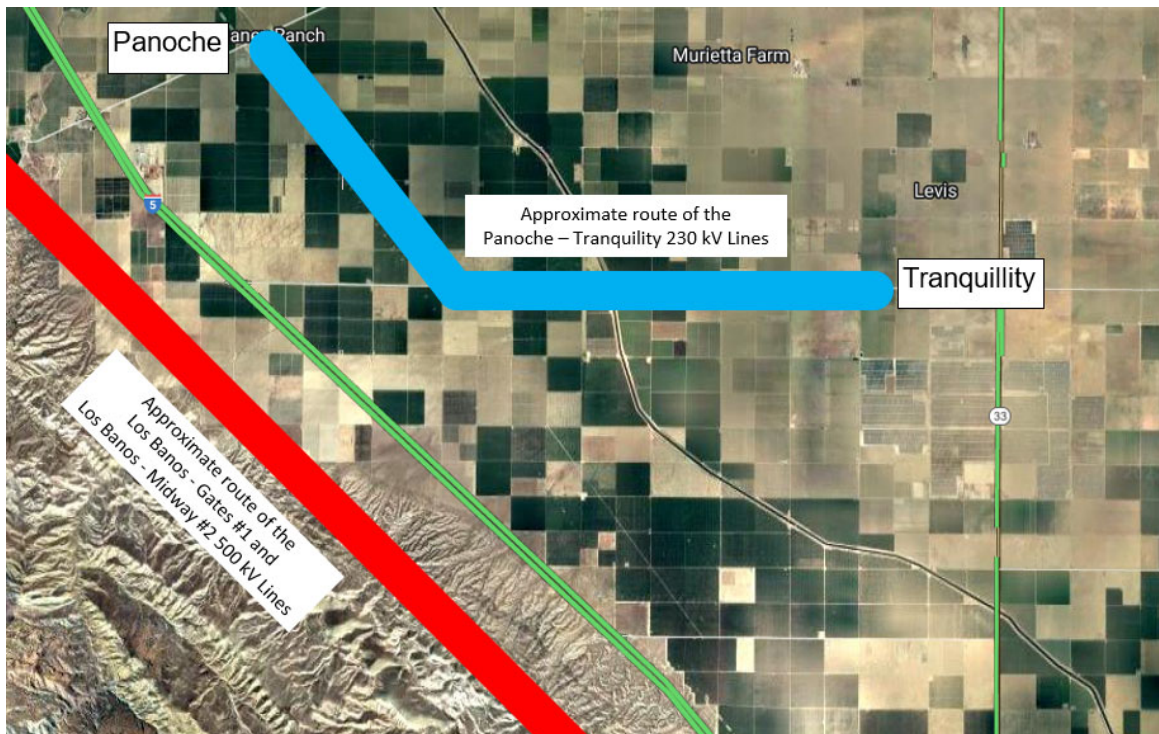 Panoche
Ranch
Murietta Farm
5
Levis
Approximate route of the
Panoche – Tranquility 230 kV Lines
Tranquillity
33
Approximate route of the
Los Banos - Gates #1 and
Los Banos - Midway #2 500 kV Lines